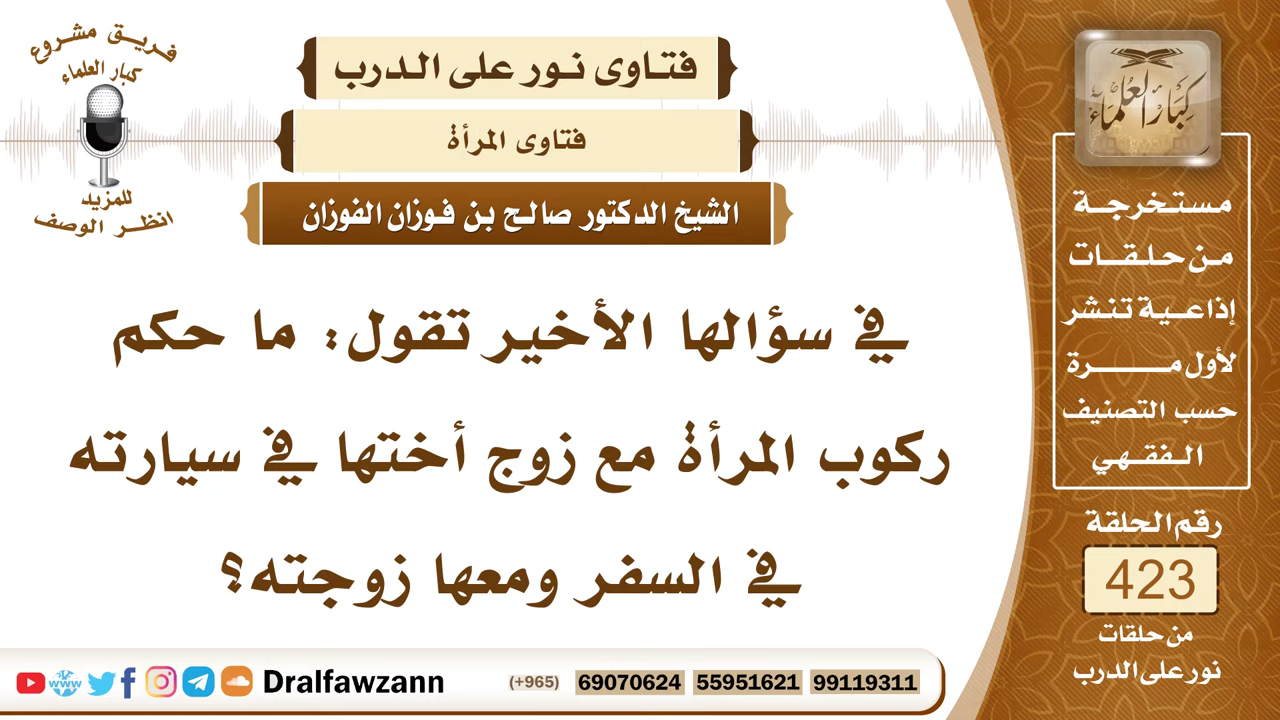 فريق مشروع
كبار العلماء
للمزيد
انظر الوصف
فتاوى نور على الدرب
فتاوى المرأة
الشيخ الدكتور صالح بن فوزان الفوزان
في سؤالها الأخير تقول: ما حكم
ركوب المرأة مع زوج أختها في سيارته
في السفر ومعها زوجته؟
كبار العلماء
مستخرجة
من حلقات
إذاعية تنشر
لأول مرة
حسب التصنيف
الفقهي
رقم الحلقة
423
من حلقات
نور على الدرب
www Dralfawzann (+965) 69070624 55951621 99119311